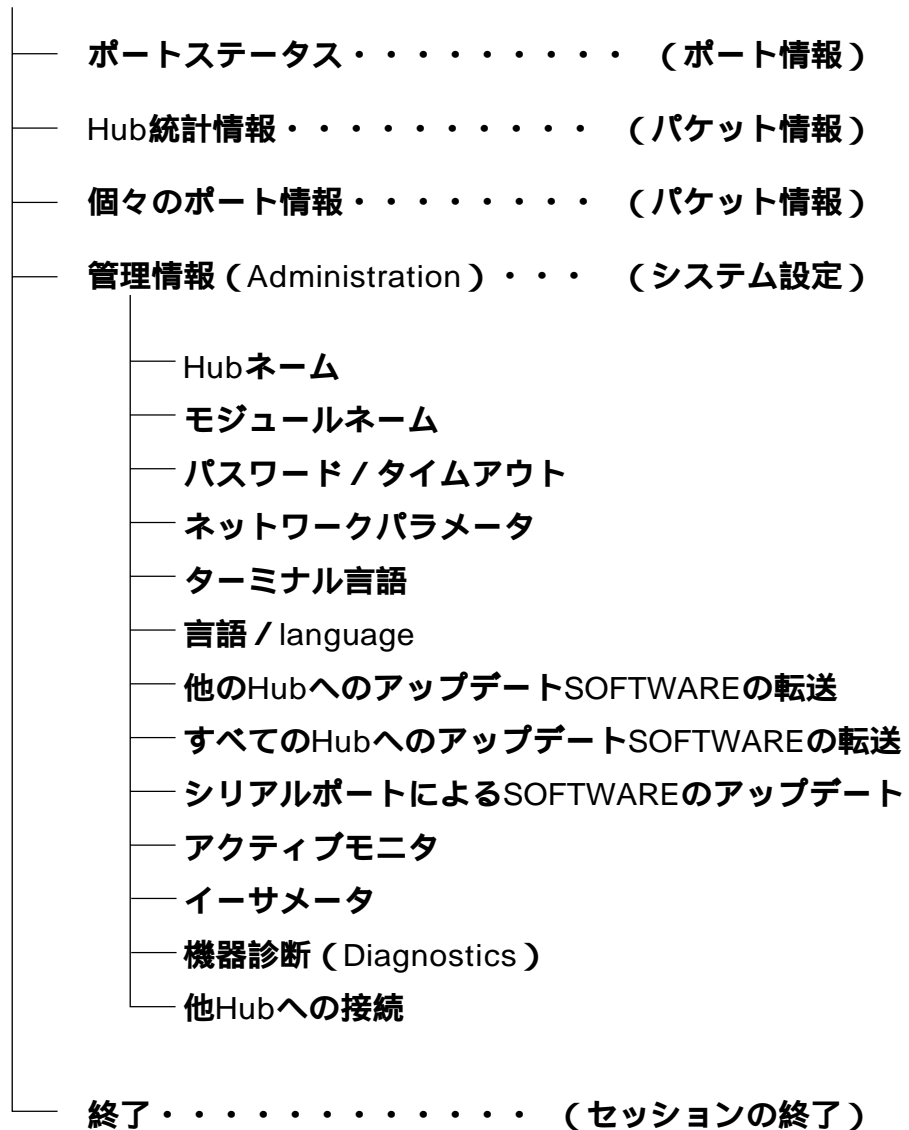 ポートステータス・・・・・・・・・ （ポート情報）
Hub統計情報・・・・・・・・・・ （パケット情報）
個々のポート情報・・・・・・・・ （パケット情報）
管理情報（Administration）・・・ （システム設定）
Hubネーム
モジュールネーム
パスワード／タイムアウト
ネットワークパラメータ
ターミナル言語
言語／language
他のHubへのアップデートSOFTWAREの転送
すべてのHubへのアップデートSOFTWAREの転送
シリアルポートによるSOFTWAREのアップデート
アクティブモニタ
イーサメータ
機器診断（Diagnostics）
他Hubへの接続
終了・・・・・・・・・・・・ （セッションの終了）